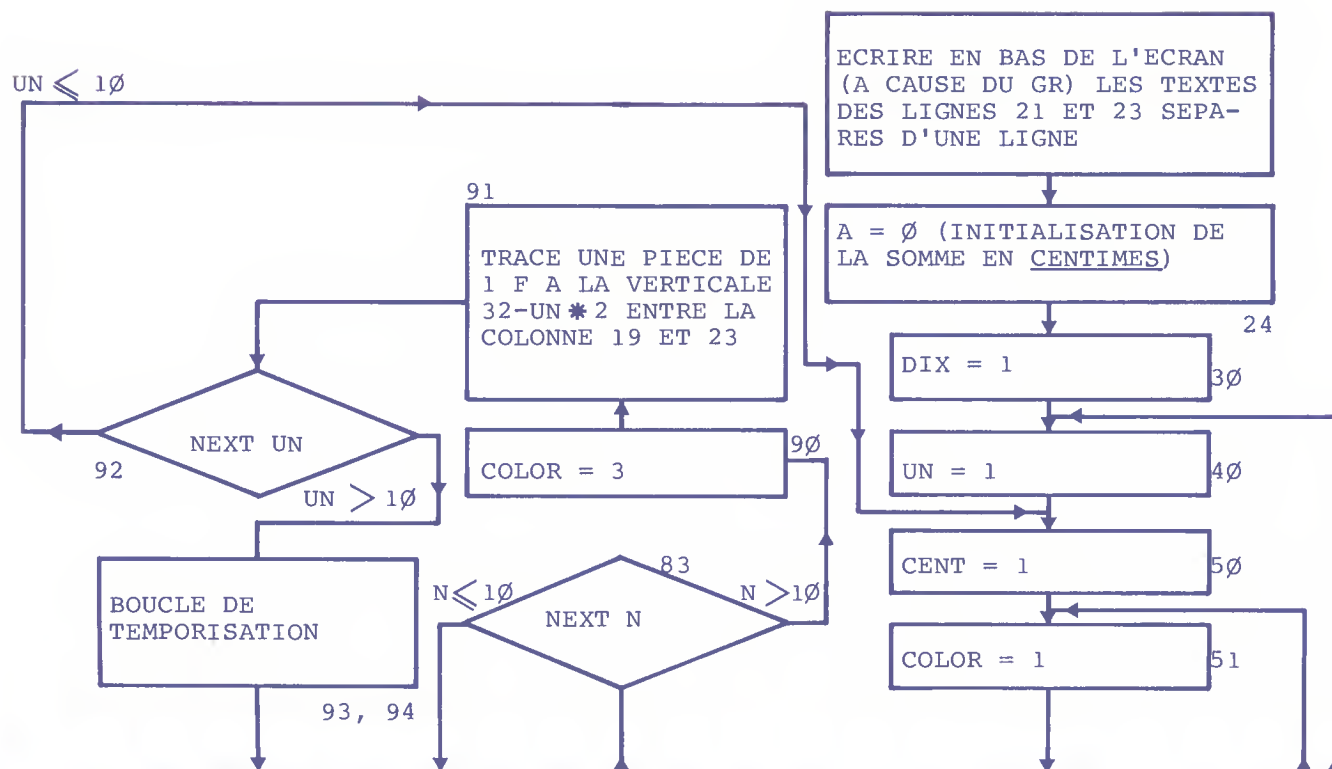 UN ⩽ 1Ø
ECRIRE EN BAS DE L'ECRAN
(A CAUSE DU GR) LES TEXTES
DES LIGNES 21 ET 23 SEPA-
RES D'UNE LIGNE
91
TRACE UNE PIECE DE
1 F A LA VERTICALE
32-UN * 2 ENTRE LA
COLONNE 19 ET 23
A = Ø (INITIALISATION DE
LA SOMME EN CENTIMES)
24
DIX = 1
3Ø
NEXT UN
92
UN > 1Ø
COLOR = 3
9Ø
UN = 1
4Ø
BOUCLE DE
TEMPORISATION
93, 94
N ⩽ 1Ø
83
N > 1Ø
NEXT N
CENT = 1
5Ø
COLOR = 1
51